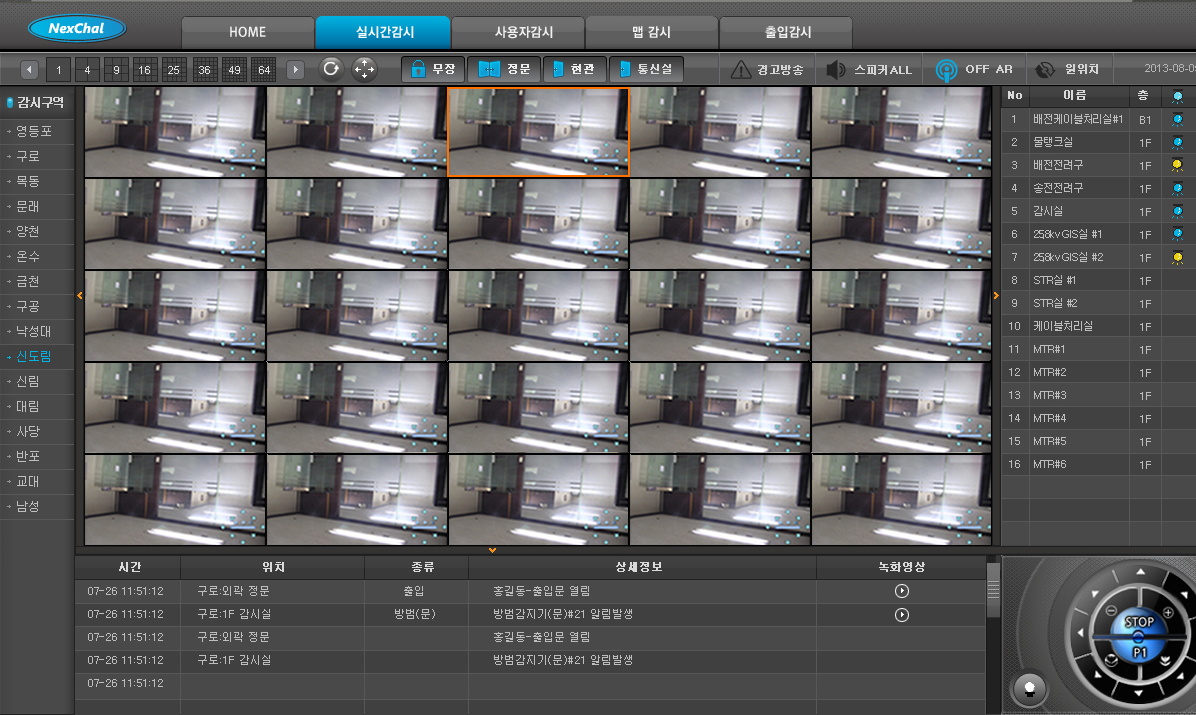 NexChal
HOME 실시간감시 사용자감시 맵 감시 출입감시
1 4 9 16 25 36 49 64 무장 정문 현관 통신실 경고방송 스피커ALL OFF AR 원위치 2013-08-0
감시구역
영등포
구로
목동
문래
양천
온수
금천
구공
낙성대
신도림
신림
대림
사당
반포
교대
남성
No 이름 층
1 배전케이블처리실#1 B1
2 물탱크실 1F
3 배전전력구 1F
4 송전전력구 1F
5 감시실 1F
6 25.8kv GIS실 #1 1F
7 25.8kv GIS실 #2 1F
8 STR실 #1 1F
9 STR실 #2 1F
10 케이블처리실 1F
11 MTR#1 1F
12 MTR#2 1F
13 MTR#3 1F
14 MTR#4 1F
15 MTR#5 1F
16 MTR#6 1F
시간 위치 종류 상세정보 녹화영상
07-26 11:51:12 구로:외곽 정문 출입 홍길동-출입문 열림
07-26 11:51:12 구로:1F 감시실 방범(문) 방범감지기(문)#21 알림발생
07-26 11:51:12 구로:외곽 정문 홍길동-출입문 열림
07-26 11:51:12 구로:1F 감시실 방범감지기(문)#21 알림발생
07-26 11:51:12
STOP
P1